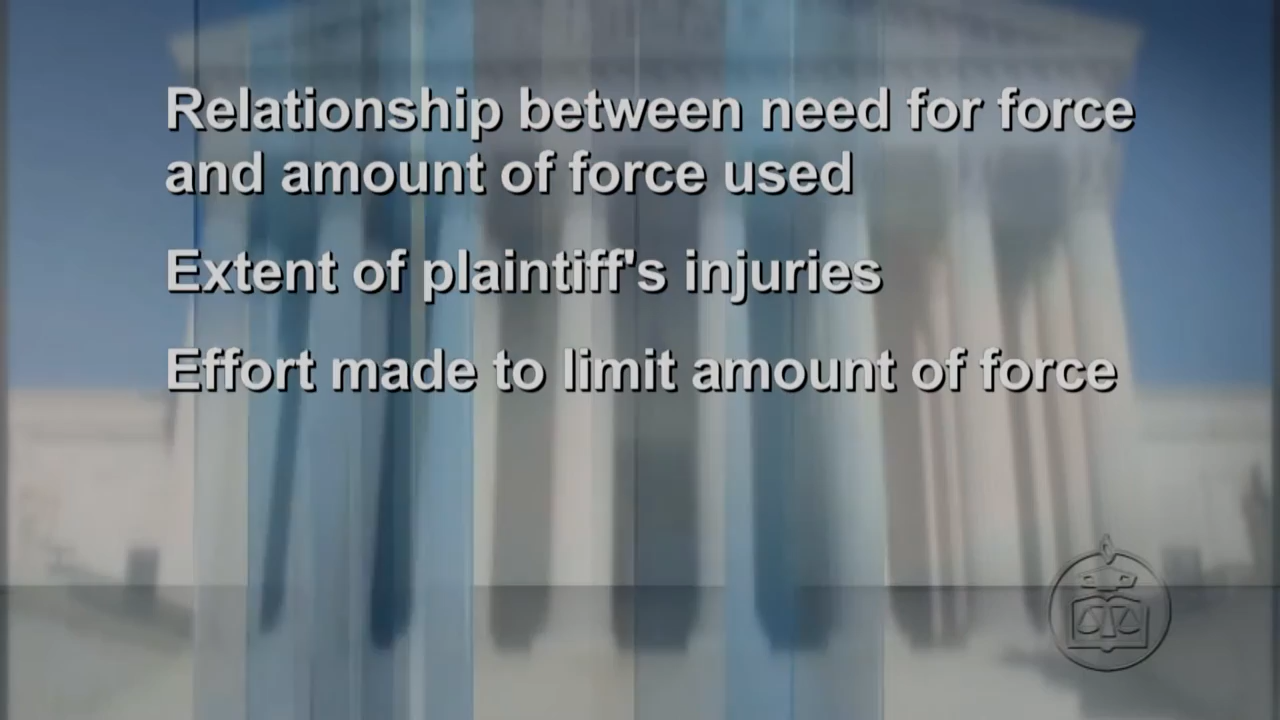 Relationship between need for force
and amount of force used
Extent of plaintiff's injuries
Effort made to limit amount of force